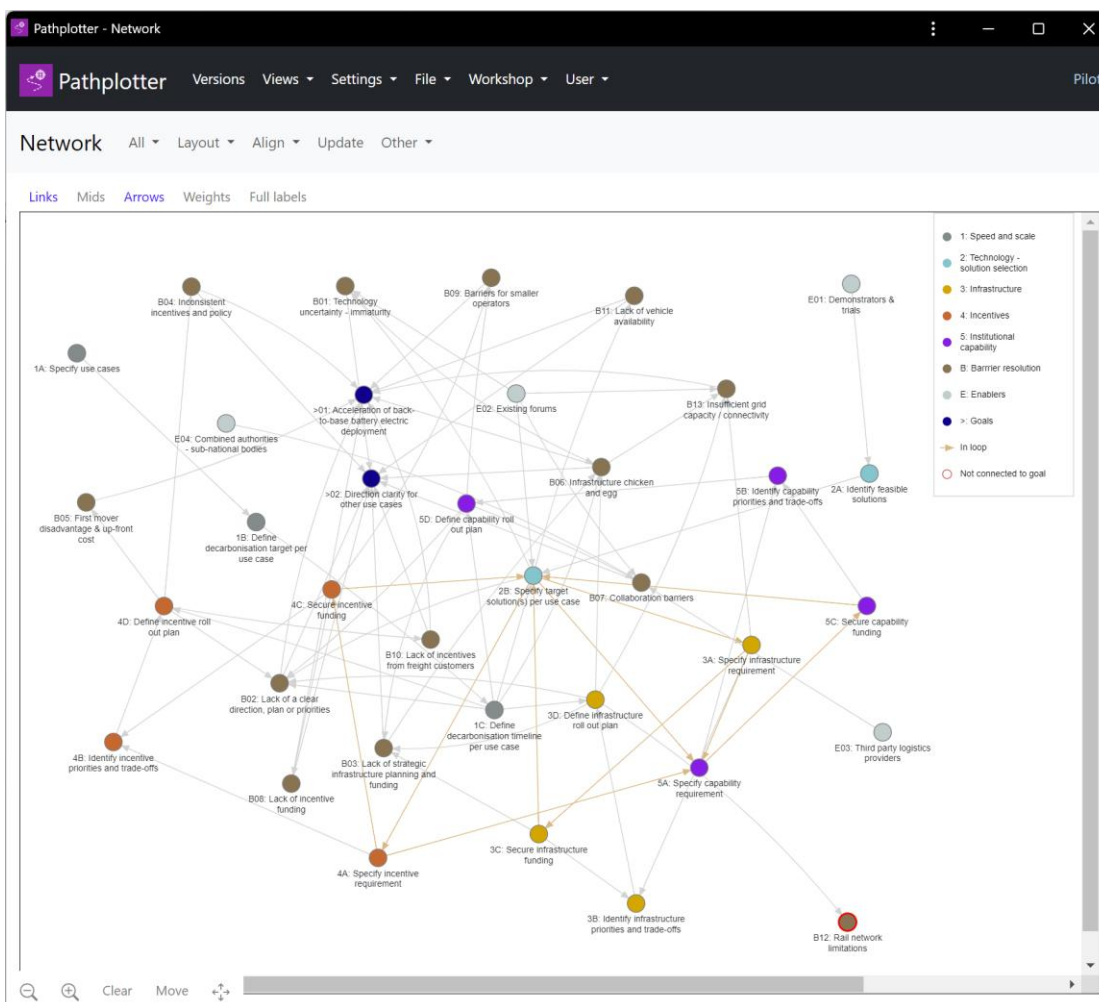 Pathplotter - Network
Pathplotter Versions Views Settings File Workshop User Pilot
Network All Layout Align Update Other
Links Mids Arrows Weights Full labels
1: Speed and scale
2: Technology -
solution selection
3: Infrastructure
4: Incentives
5: Institutional
capability
B: Barrrier resolution
E: Enablers
>: Goals
In loop
Not connected to goal
B04: Inconsistent
incentives and policy
B01: Technology
uncertainty - immaturity
B09: Barriers for smaller
operators
B11: Lack of vehicle
availability
E01: Demonstrators &
trials
1A: Specify use cases
>01: Acceleration of back-
to-base battery electric
deployment
E02: Existing forums
B13: Insufficient grid
capacity / connectivity
E04: Combined authorities
- sub-national bodies
>02: Direction clarity for
other use cases
B06: Infrastructure chicken
and egg
5B: Identify capability
priorities and trade-offs
2A: Identify feasible
solutions
B05: First mover
disadvantage & up-front
cost
1B: Define
decarbonisation target per
use case
5D: Define capability roll
out plan
4C: Secure incentive
funding
2B: Specify target
solution(s) per use case
B07: Collaboration barriers
4D: Define incentive roll
out plan
5C: Secure capability
funding
B10: Lack of incentives
from freight customers
3A: Specify infrastructure
requirement
B02: Lack of a clear
direction, plan or priorities
1C: Define
decarbonisation timeline
per use case
3D: Define infrastructure
roll out plan
4B: Identify incentive
priorities and trade-offs
B03: Lack of strategic
infrastructure planning and
funding
E03: Third party logistics
providers
B08: Lack of incentive
funding
5A: Specify capability
requirement
4A: Specify incentive
requirement
3C: Secure infrastructure
funding
3B: Identify infrastructure
priorities and trade-offs
B12: Rail network
limitations
Clear Move